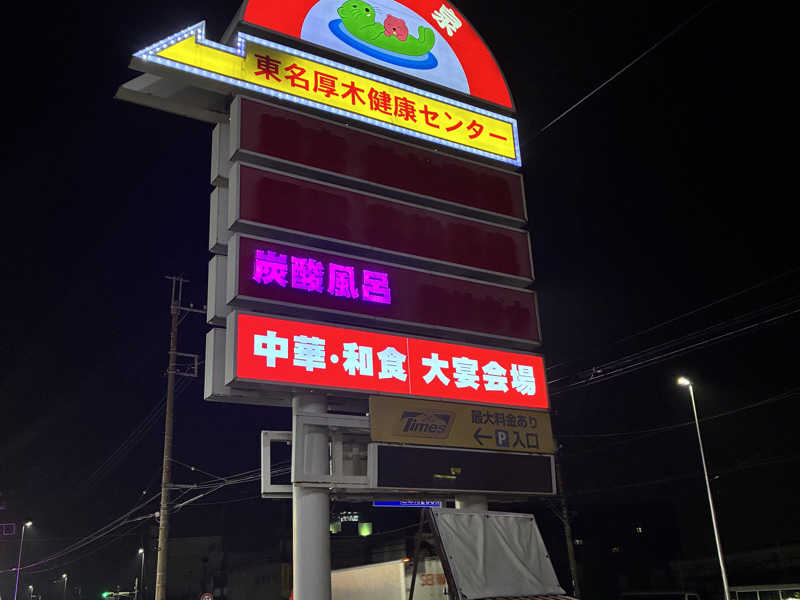 泉
東名厚木健康センター
炭酸風呂
中華・和食 大宴会場
Times 最大料金あり
← P 入口